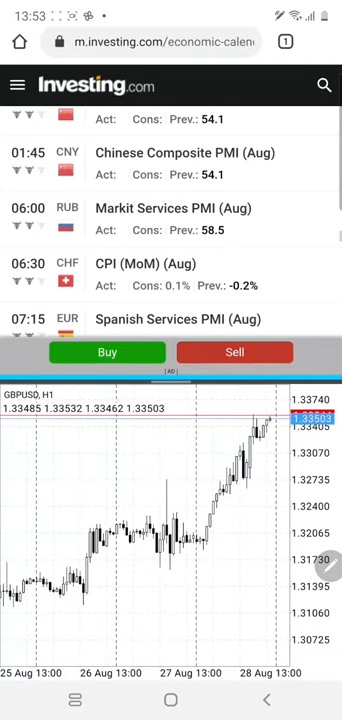 13:53
m.investing.com/economic-calen
1
Investing.com
Act: Cons: Prev.: 54.1
01:45 CNY Chinese Composite PMI (Aug)
Act: Cons: Prev.: 54.1
06:00 RUB Markit Services PMI (Aug)
Act: Cons: Prev.: 58.5
06:30 CHF CPI (MoM) (Aug)
Act: Cons: 0.1% Prev.: -0.2%
07:15 EUR Spanish Services PMI (Aug)
Buy Sell
[AD]
GBPUSD, H1
1.33485 1.33532 1.33462 1.33503
1.33740
1.33503
1.33405
1.33070
1.32735
1.32400
1.32065
1.31730
1.31395
1.31060
1.30725
25 Aug 13:00 26 Aug 13:00 27 Aug 13:00 28 Aug 13:00